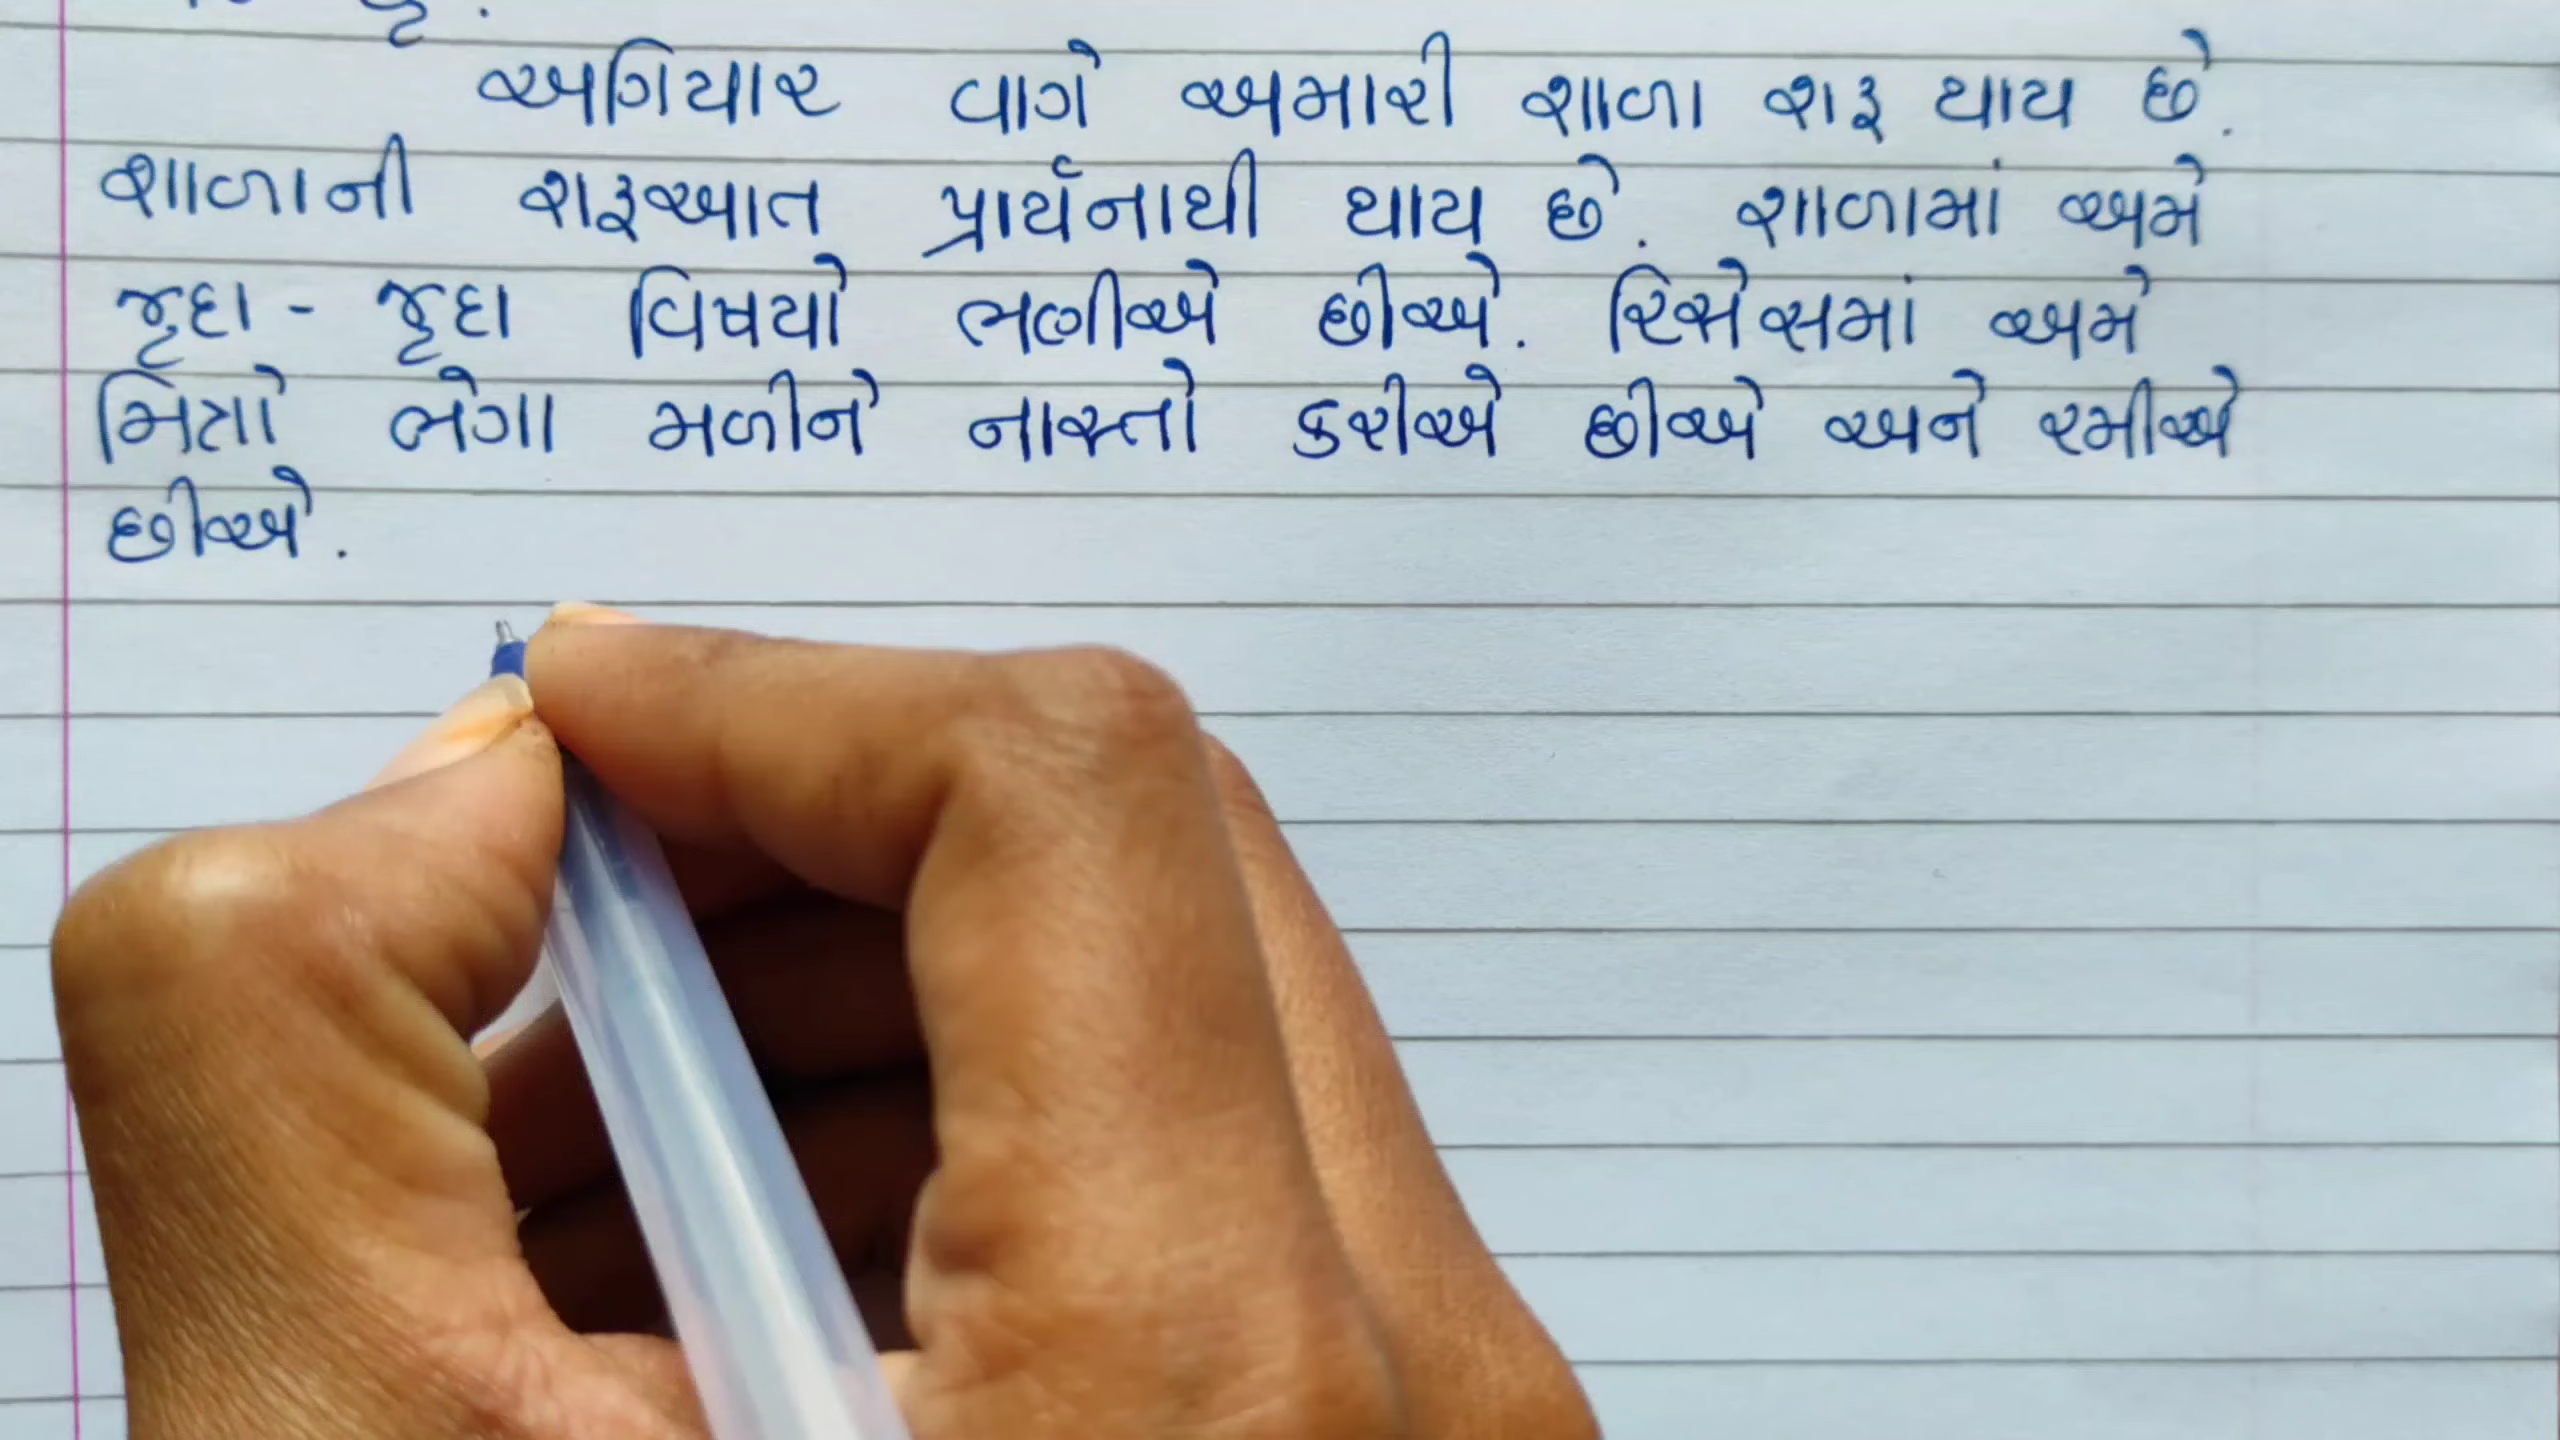 અગિયાર વાગે અમારી શાળા શરૂ થાય છે.
શાળાની શરૂઆત પ્રાર્થનાથી થાય છે. શાળામાં અમે
જૂદા - જૂદા વિષયો ભણીએ છીએ. રિસેસમાં અમે
મિત્રો ભેગા મળીને નાસ્તો કરીએ છીએ અને રમીએ
છીએ.